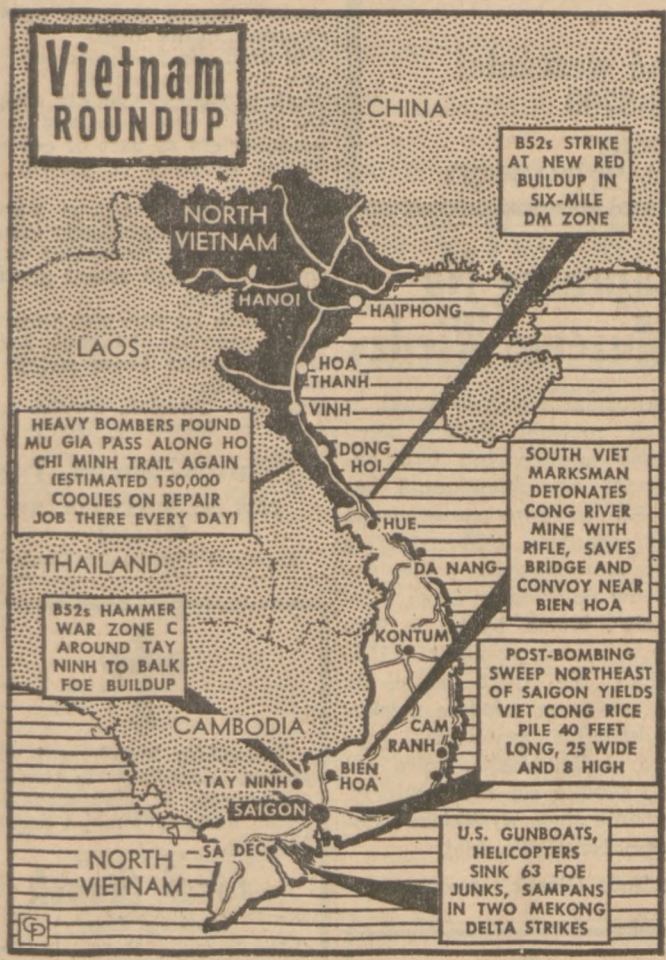 Vietnam
ROUNDUP
CHINA
B52s STRIKE
AT NEW RED
BUILDUP IN
SIX-MILE
DM ZONE
NORTH
VIETNAM
HANOI
HAIPHONG
LAOS
HOA
THANH
VINH
HEAVY BOMBERS POUND
MU GIA PASS ALONG HO
CHI MINH TRAIL AGAIN
(ESTIMATED 150,000
COOLIES ON REPAIR
JOB THERE EVERY DAY)
DONG
HOI
SOUTH VIET
MARKSMAN
DETONATES
CONG RIVER
MINE WITH
RIFLE, SAVES
BRIDGE AND
CONVOY NEAR
BIEN HOA
HUE
THAILAND
DA NANG
B52s HAMMER
WAR ZONE C
AROUND TAY
NINH TO BALK
FOE BUILDUP
KONTUM
POST-BOMBING
SWEEP NORTHEAST
OF SAIGON YIELDS
VIET CONG RICE
PILE 40 FEET
LONG, 25 WIDE
AND 8 HIGH
CAMBODIA
CAM
RANH
TAY NINH
BIEN
HOA
SAIGON
SA DEC
NORTH
VIETNAM
U.S. GUNBOATS,
HELICOPTERS
SINK 63 FOE
JUNKS, SAMPANS
IN TWO MEKONG
DELTA STRIKES
CP